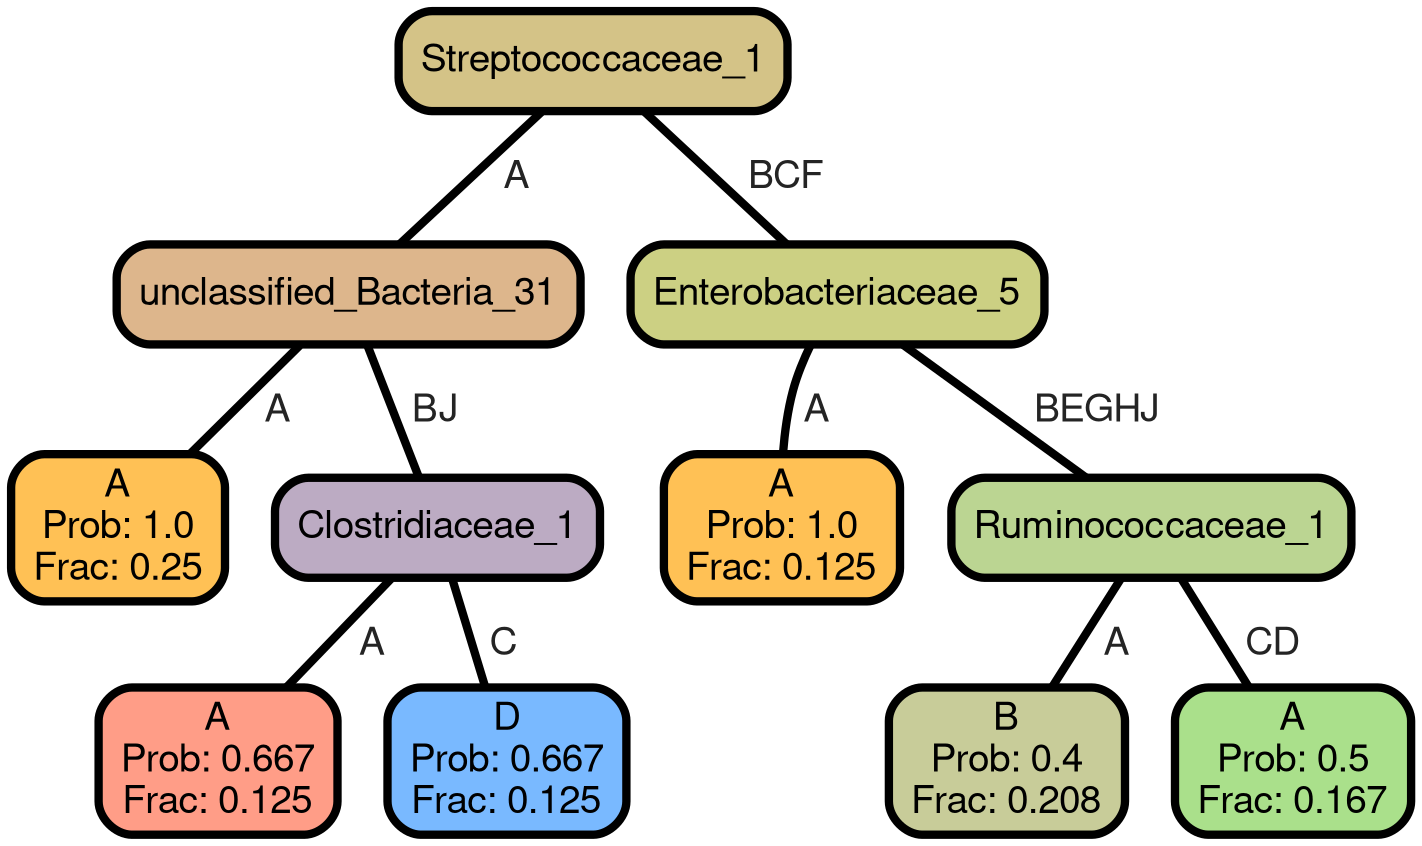 Streptococcaceae_1
A
BCF
unclassified_Bacteria_31
Enterobacteriaceae_5
A
BJ
A
BEGHJ
A
Prob: 1.0
Frac: 0.25
Clostridiaceae_1
A
Prob: 1.0
Frac: 0.125
Ruminococcaceae_1
A
C
A
CD
A
Prob: 0.667
Frac: 0.125
D
Prob: 0.667
Frac: 0.125
B
Prob: 0.4
Frac: 0.208
A
Prob: 0.5
Frac: 0.167